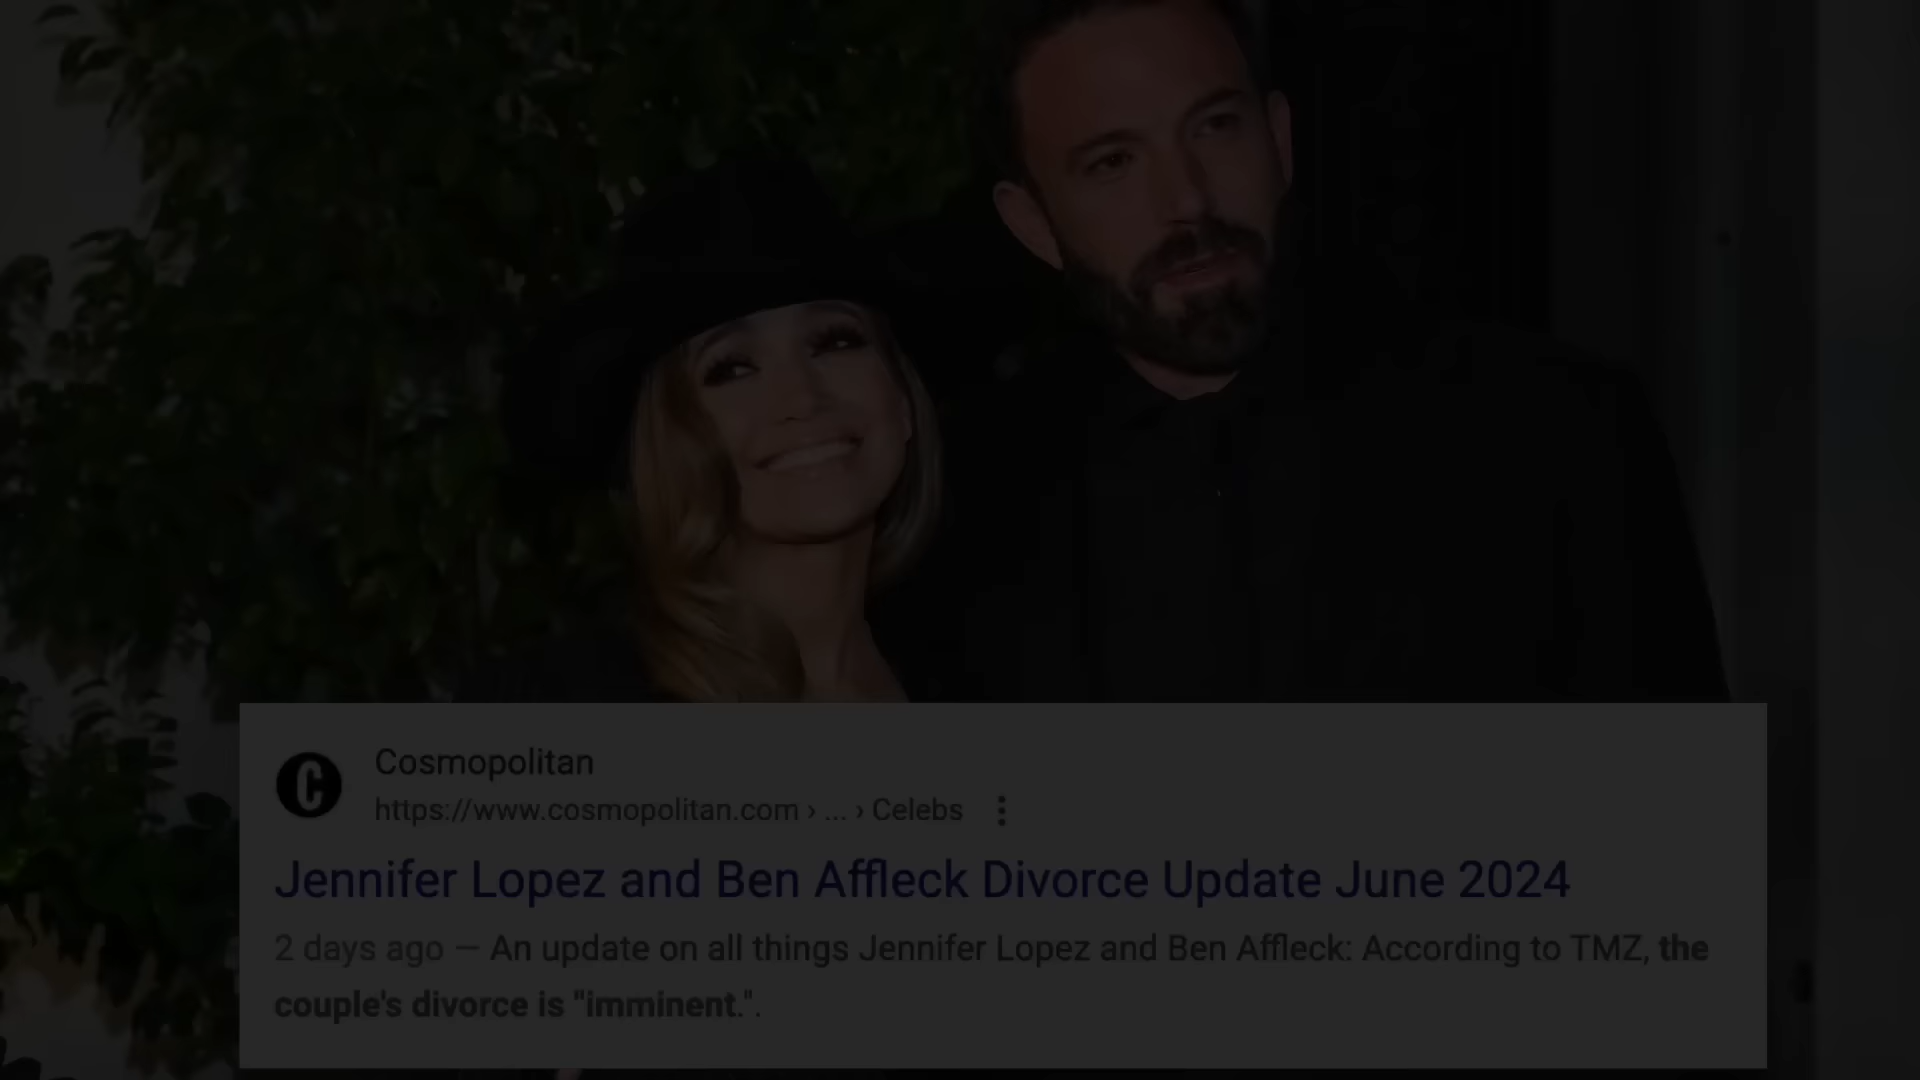 Cosmopolitan
https://www.cosmopolitan.com › ... › Celebs
Jennifer Lopez and Ben Affleck Divorce Update June 2024
2 days ago — An update on all things Jennifer Lopez and Ben Affleck: According to TMZ, the
couple's divorce is "imminent.".